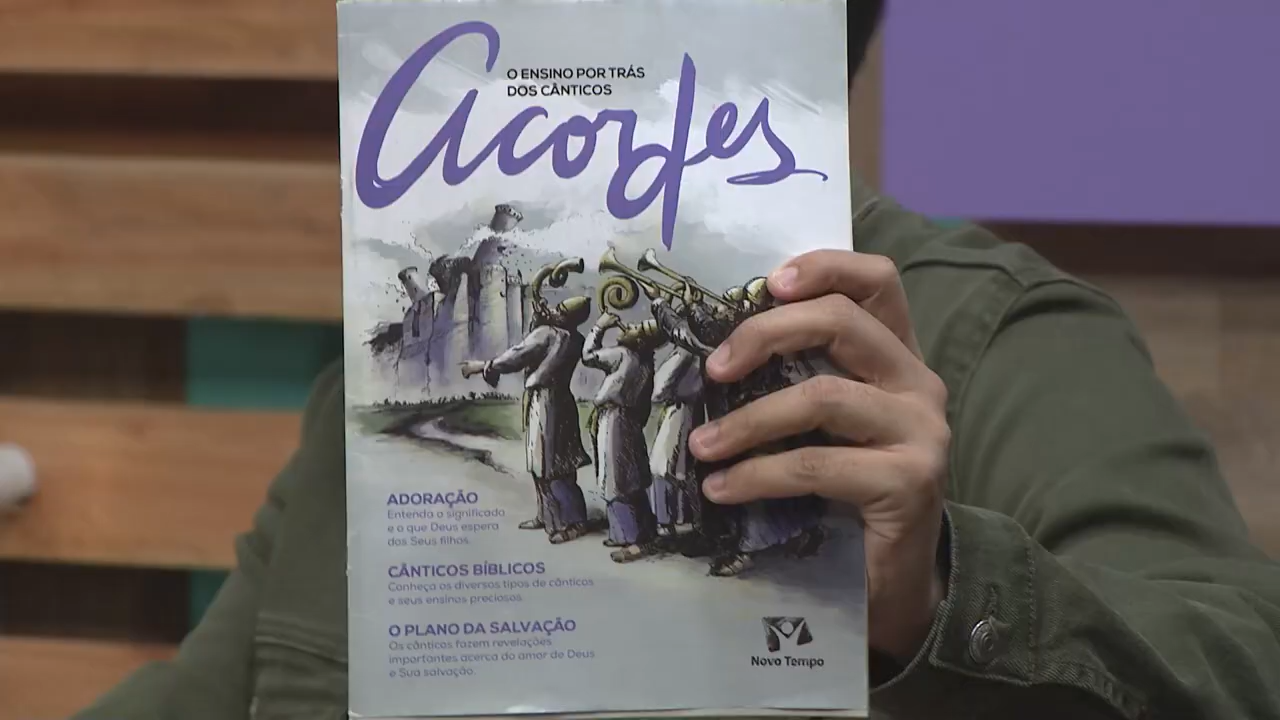 O ENSINO POR TRÁS
DOS CÂNTICOS
acordes
ADORAÇÃO
Entenda o significado
e o que Deus espera
dos Seus filhos.
CÂNTICOS BÍBLICOS
Conheça os diversos tipos de cânticos
e seus ensinos preciosos.
O PLANO DA SALVAÇÃO
Os cânticos fazem revelações
importantes acerca do amor de Deus
e Sua salvação.
Novo Tempo